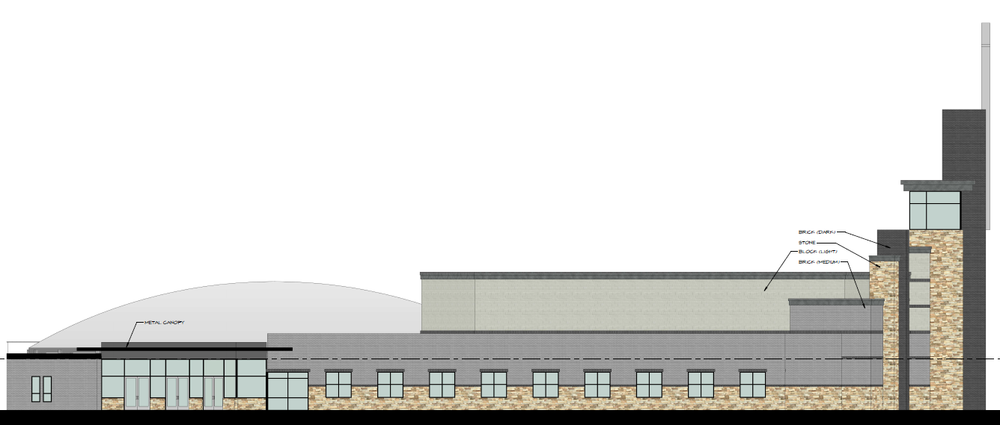 BRICK (DARK)
STONE
BLOCK (LIGHT)
BRICK (MEDIUM)
METAL CANOPY